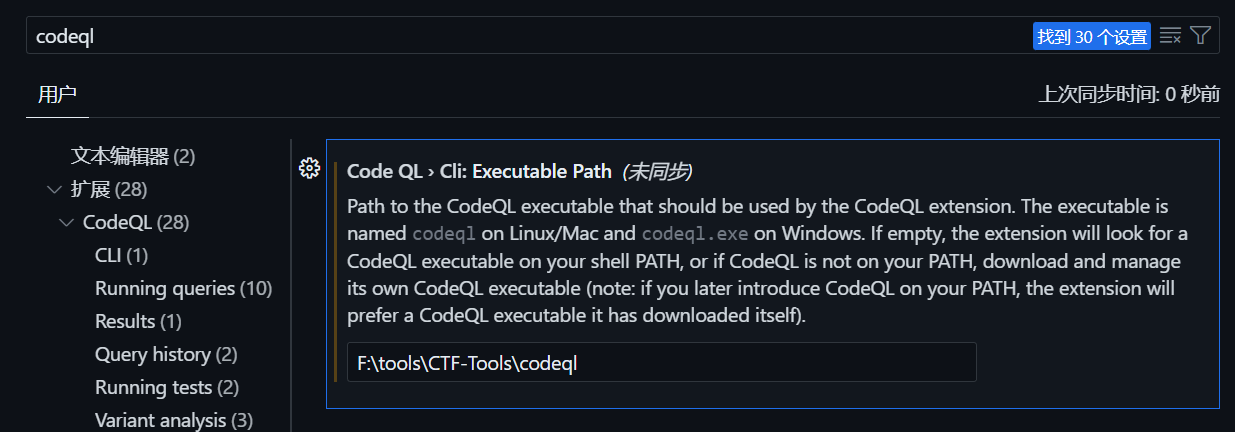 codeql
找到 30 个设置
用户
上次同步时间: 0 秒前
文本编辑器 (2)
扩展 (28)
CodeQL (28)
CLI (1)
Running queries (10)
Results (1)
Query history (2)
Running tests (2)
Variant analysis (3)
Code QL › Cli: Executable Path (未同步)
Path to the CodeQL executable that should be used by the CodeQL extension. The executable is
named codeql on Linux/Mac and codeql.exe on Windows. If empty, the extension will look for a
CodeQL executable on your shell PATH, or if CodeQL is not on your PATH, download and manage
its own CodeQL executable (note: if you later introduce CodeQL on your PATH, the extension will
prefer a CodeQL executable it has downloaded itself).
F:\tools\CTF-Tools\codeql